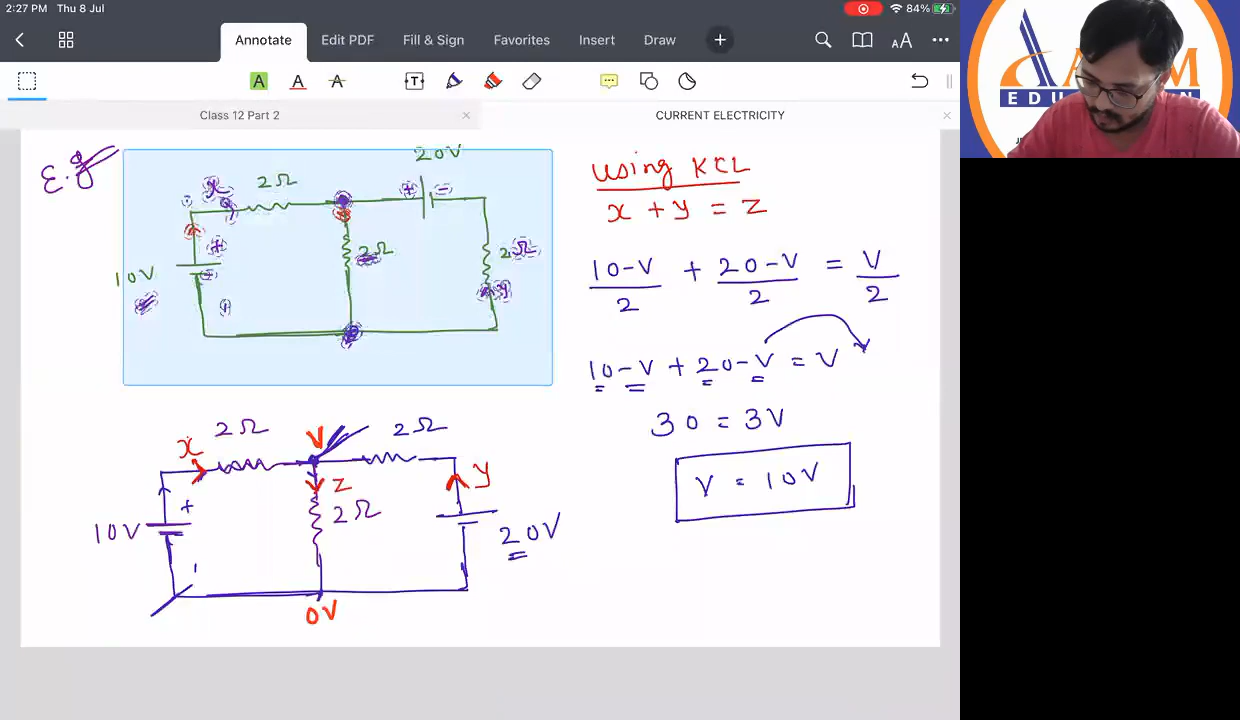 2:27 PM Thu 8 Jul
84%
Annotate Edit PDF Fill & Sign Favorites Insert Draw
Class 12 Part 2
CURRENT ELECTRICITY
E.g
20V
+ -
x
2Ω
+
10V
2Ω
2Ω
y
2Ω
2Ω
x
V
z
y
+
2Ω
10V
20V
0V
using KCL
x + y = z
10-V/2 + 20-V/2 = V/2
10-V + 20-V = V
30 = 3V
V = 10V
EDU